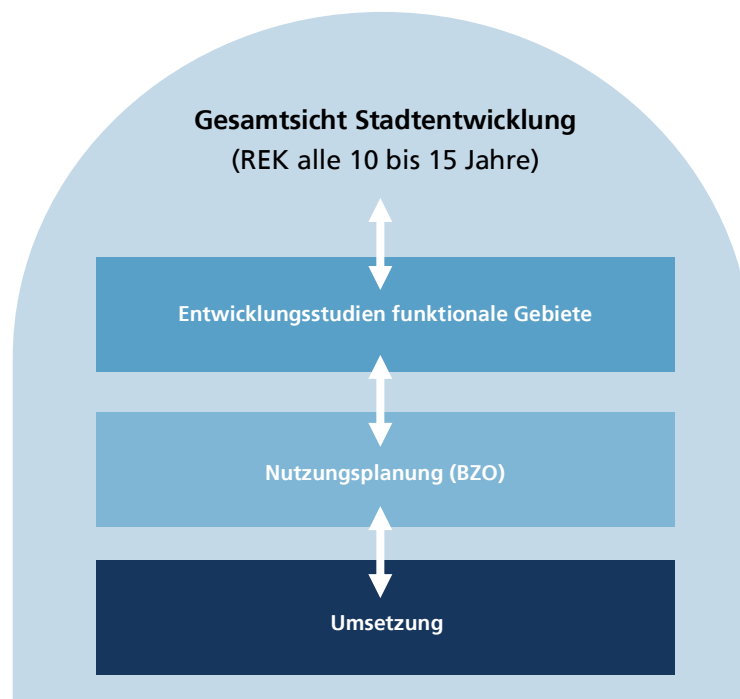 Gesamtsicht Stadtentwicklung
(REK alle 10 bis 15 Jahre)
Entwicklungsstudien funktionale Gebiete
Nutzungsplanung (BZO)
Umsetzung